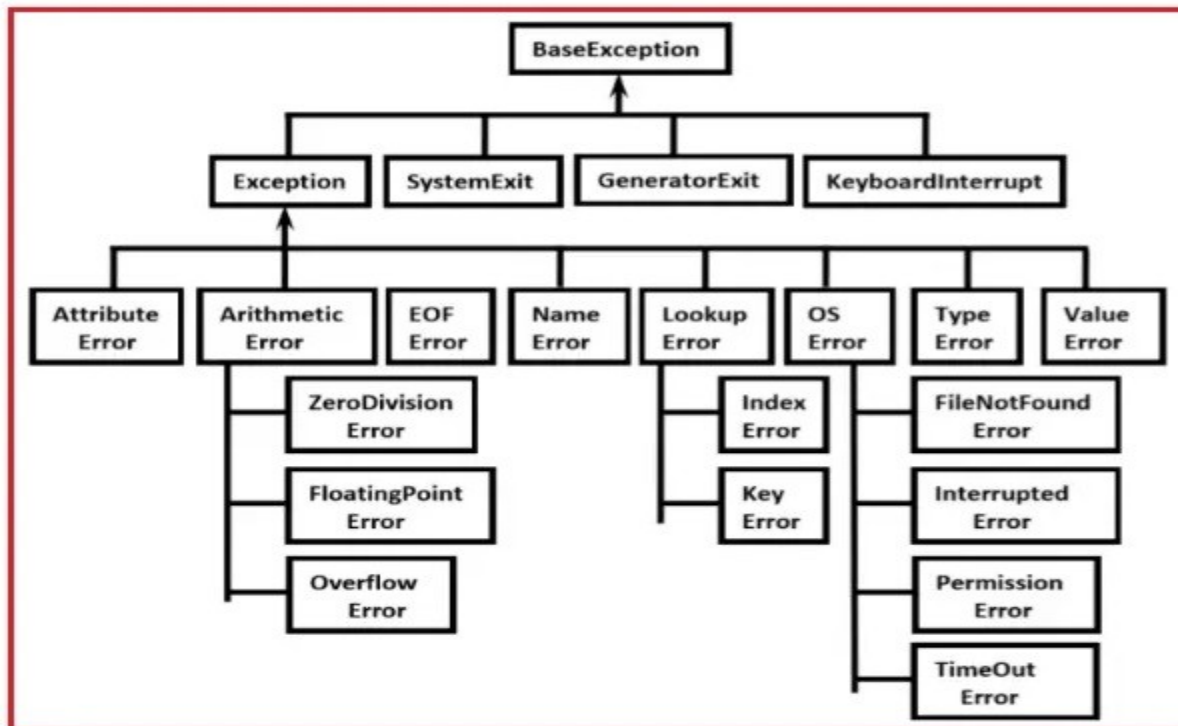 BaseException
Exception
SystemExit
GeneratorExit
KeyboardInterrupt
Attribute
Error
Arithmetic
Error
EOF
Error
Name
Error
Lookup
Error
OS
Error
Type
Error
Value
Error
ZeroDivision
Error
FloatingPoint
Error
Overflow
Error
Index
Error
Key
Error
FileNotFound
Error
Interrupted
Error
Permission
Error
TimeOut
Error